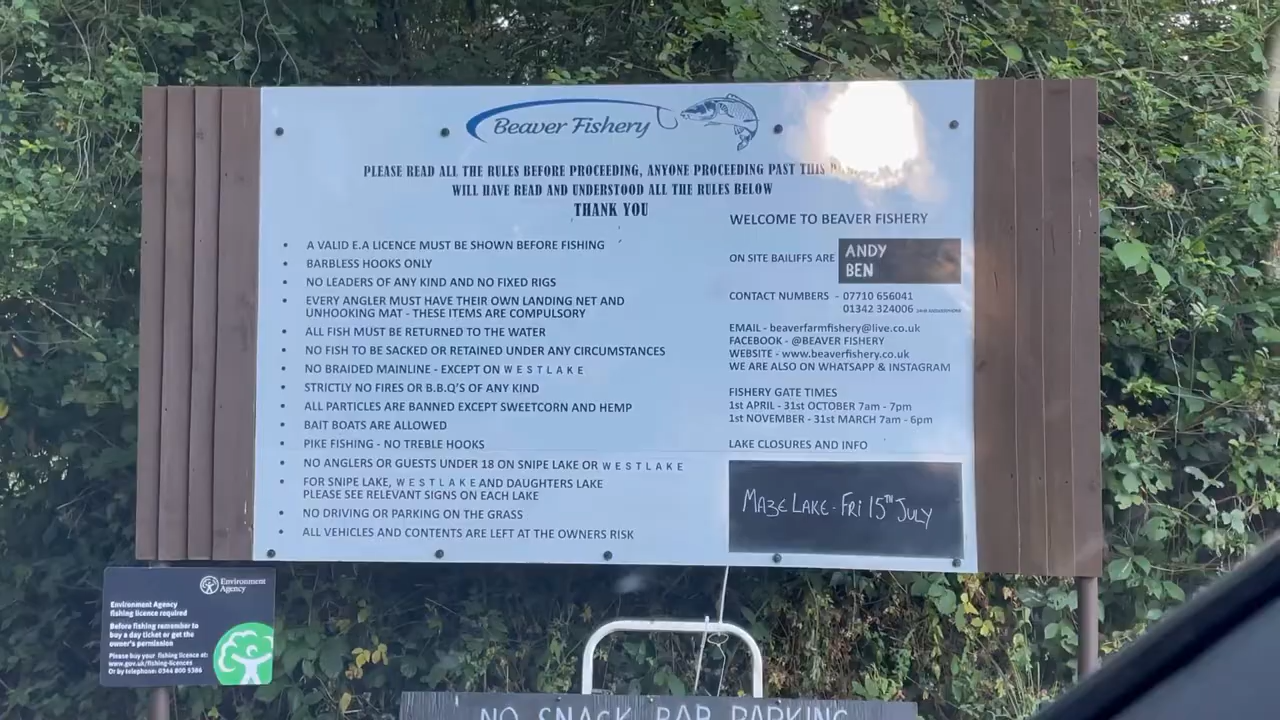 Beaver Fishery
PLEASE READ ALL THE RULES BEFORE PROCEEDING, ANYONE PROCEEDING PAST THIS
WILL HAVE READ AND UNDERSTOOD ALL THE RULES BELOW
THANK YOU
• A VALID E.A LICENCE MUST BE SHOWN BEFORE FISHING
• BARBLESS HOOKS ONLY
• NO LEADERS OF ANY KIND AND NO FIXED RIGS
• EVERY ANGLER MUST HAVE THEIR OWN LANDING NET AND
UNHOOKING MAT - THESE ITEMS ARE COMPULSORY
• ALL FISH MUST BE RETURNED TO THE WATER
• NO FISH TO BE SACKED OR RETAINED UNDER ANY CIRCUMSTANCES
• NO BRAIDED MAINLINE - EXCEPT ON WESTLAKE
• STRICTLY NO FIRES OR B.B.Q'S OF ANY KIND
• ALL PARTICLES ARE BANNED EXCEPT SWEETCORN AND HEMP
• BAIT BOATS ARE ALLOWED
• PIKE FISHING - NO TREBLE HOOKS
• NO ANGLERS OR GUESTS UNDER 18 ON SNIPE LAKE OR WESTLAKE
• FOR SNIPE LAKE, WESTLAKE AND DAUGHTERS LAKE
PLEASE SEE RELEVANT SIGNS ON EACH LAKE
• NO DRIVING OR PARKING ON THE GRASS
• ALL VEHICLES AND CONTENTS ARE LEFT AT THE OWNERS RISK
WELCOME TO BEAVER FISHERY
ON SITE BAILIFFS ARE ANDY
BEN
CONTACT NUMBERS - 07710 656041
01342 324006
EMAIL - beaverfarmfishery@live.co.uk
FACEBOOK - @BEAVER FISHERY
WEBSITE - www.beaverfishery.co.uk
WE ARE ALSO ON WHATSAPP & INSTAGRAM
FISHERY GATE TIMES
1st APRIL - 31st OCTOBER 7am - 7pm
1st NOVEMBER - 31st MARCH 7am - 6pm
LAKE CLOSURES AND INFO
MAZE LAKE - FRI 15TH JULY
Environment
Agency
Environment Agency
fishing licence required
Before fishing remember to
buy a day ticket or get the
owner's permission
Please buy your fishing licence at:
www.gov.uk/fishing-licences
Or by telephone: 0344 800 5386
NO SNACK BAR PARKING